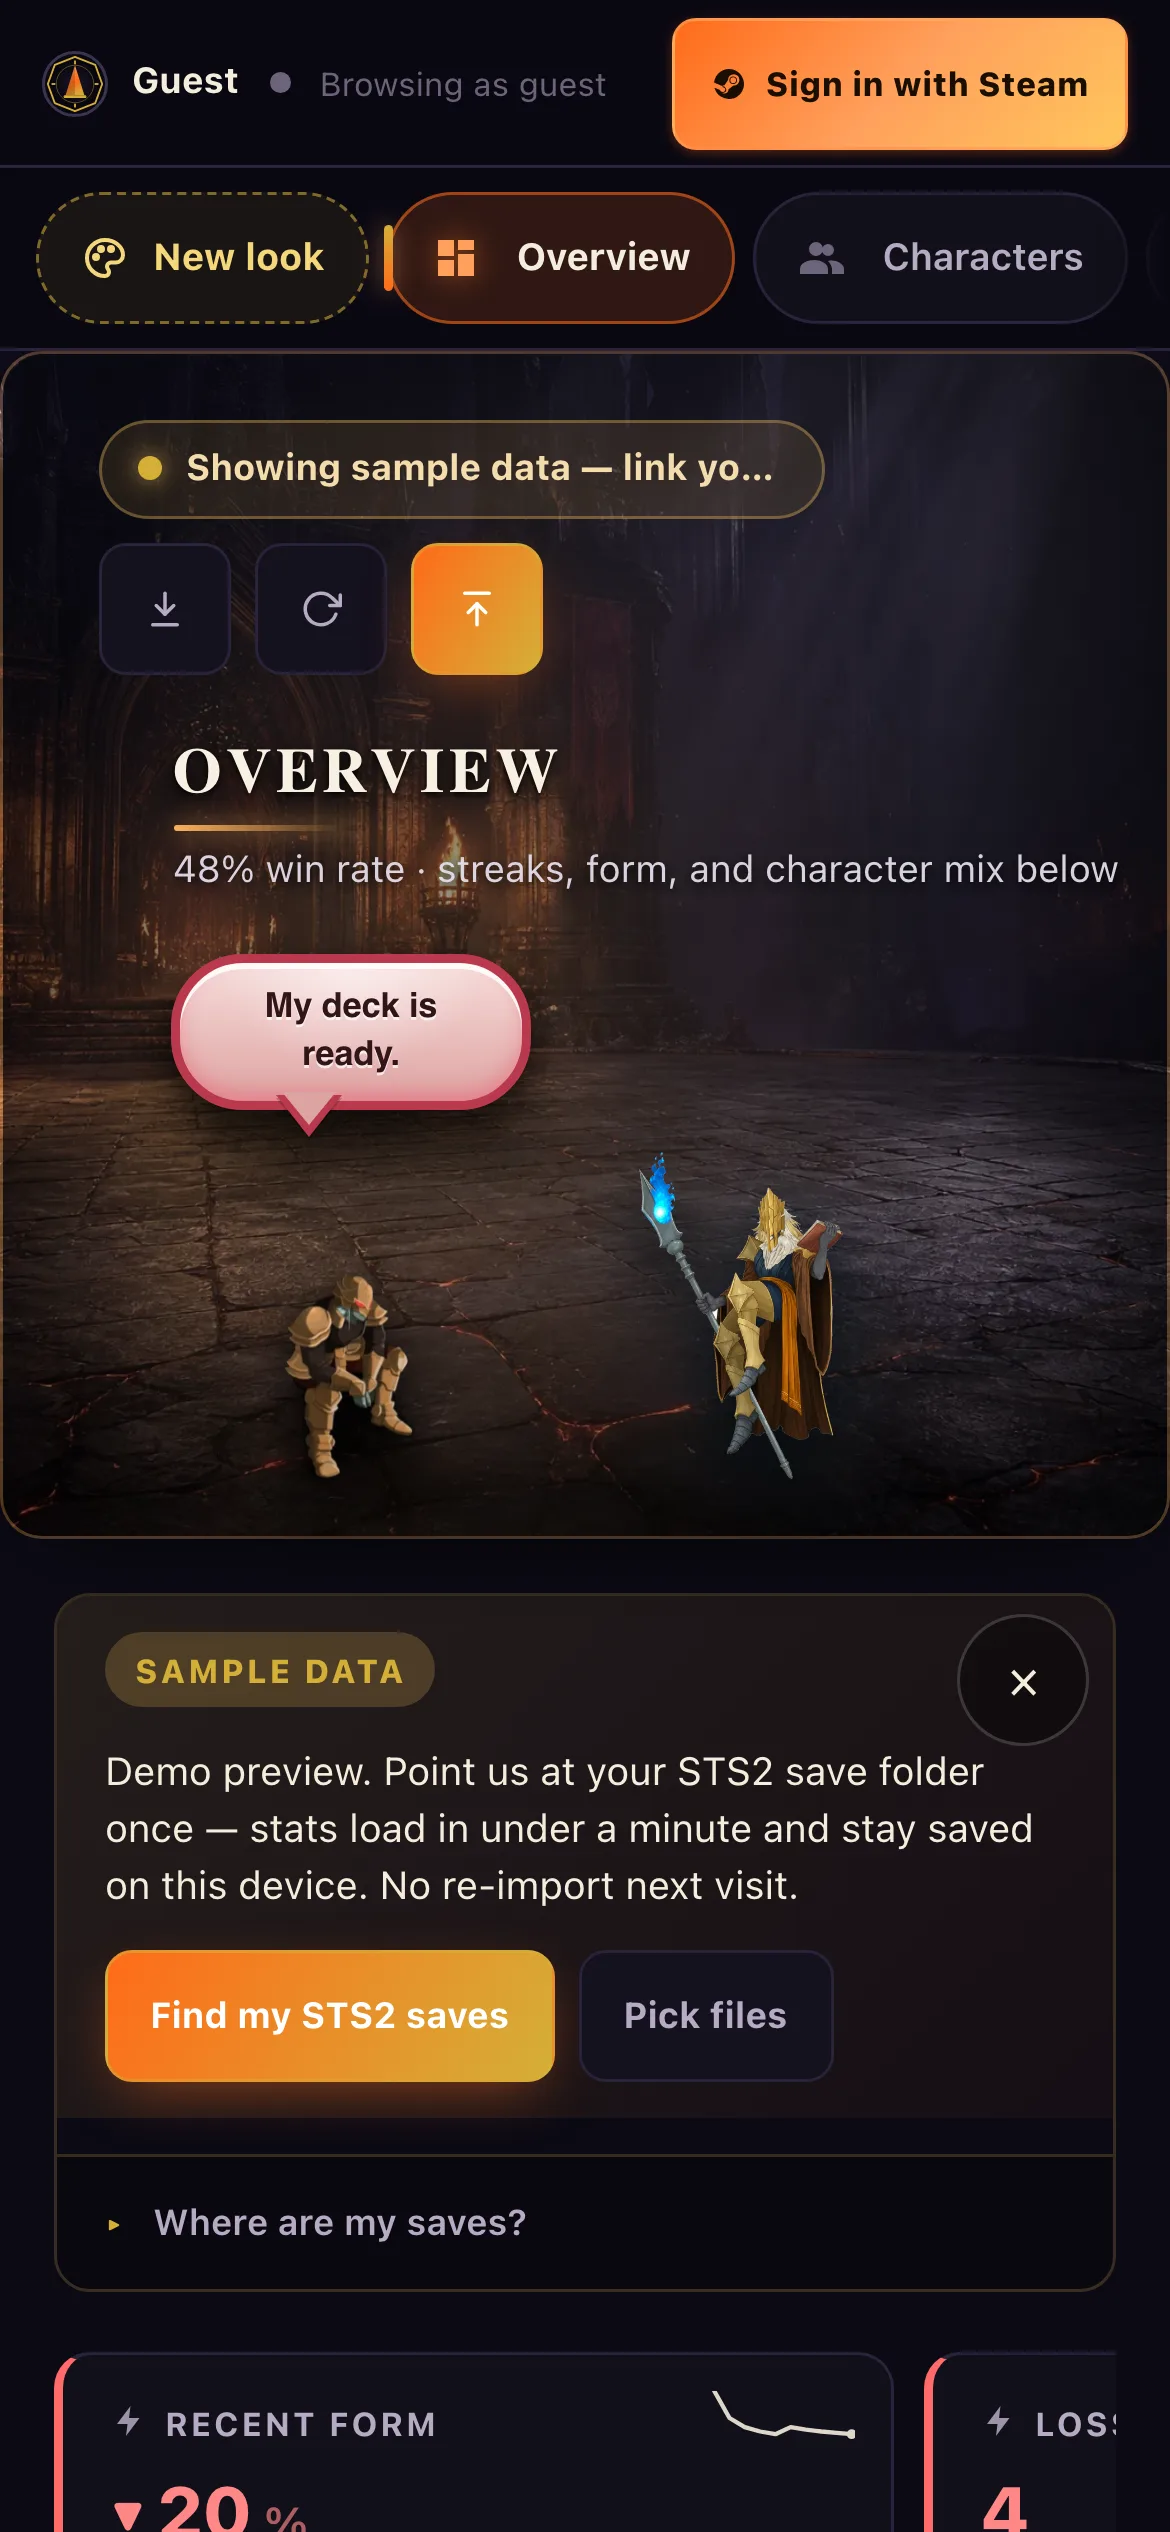 Guest
Browsing as guest
Sign in with Steam
New look
Overview
Characters
Showing sample data — link yo...
OVERVIEW
48% win rate · streaks, form, and character mix below
My deck is
ready.
SAMPLE DATA
Demo preview. Point us at your STS2 save folder
once — stats load in under a minute and stay saved
on this device. No re-import next visit.
Find my STS2 saves
Pick files
Where are my saves?
RECENT FORM
▼20 %
LOSS
4